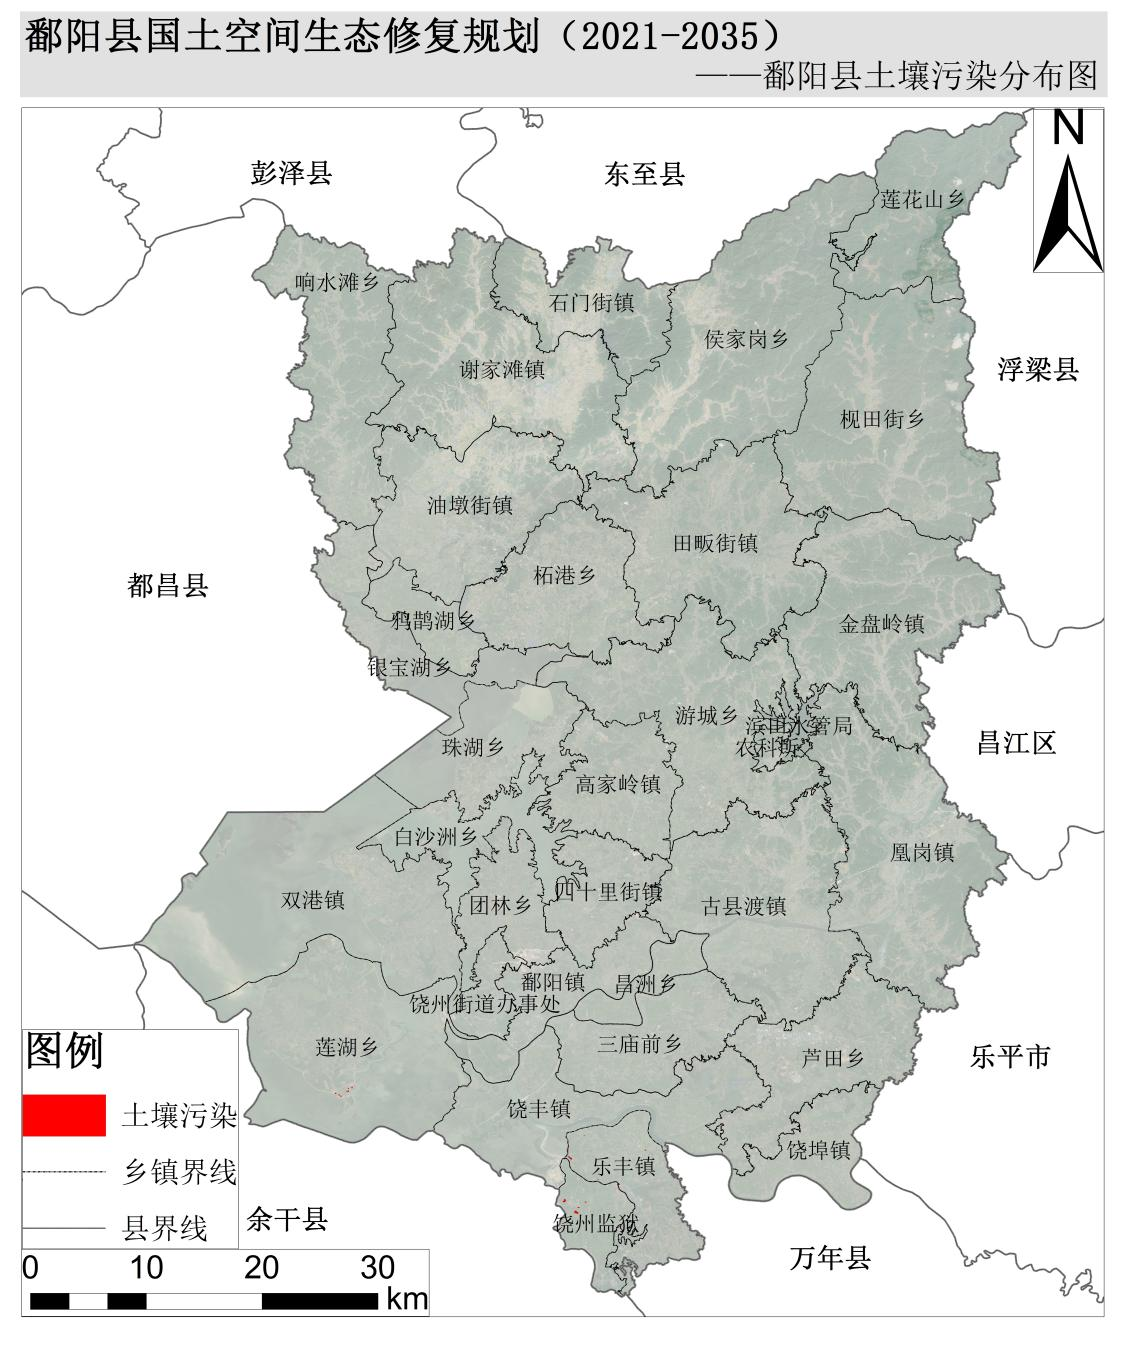 鄱阳县国土空间生态修复规划（2021-2035）
——鄱阳县土壤污染分布图
N
彭泽县
东至县
莲花山乡
响水滩乡
石门街镇
侯家岗乡
谢家滩镇
浮梁县
枧田街乡
油墩街镇
田畈街镇
柘港乡
都昌县
鸦鹊湖乡
金盘岭镇
银宝湖乡
游城乡
滨田水管局
珠湖乡
农科所
昌江区
高家岭镇
白沙洲乡
凰岗镇
双港镇
团林乡
四十里街镇
古县渡镇
鄱阳镇
昌洲乡
饶州街道办事处
莲湖乡
三庙前乡
芦田乡
乐平市
饶丰镇
饶埠镇
乐丰镇
饶州监狱
余干县
万年县
图例
土壤污染
乡镇界线
县界线
0 10 20 30
km